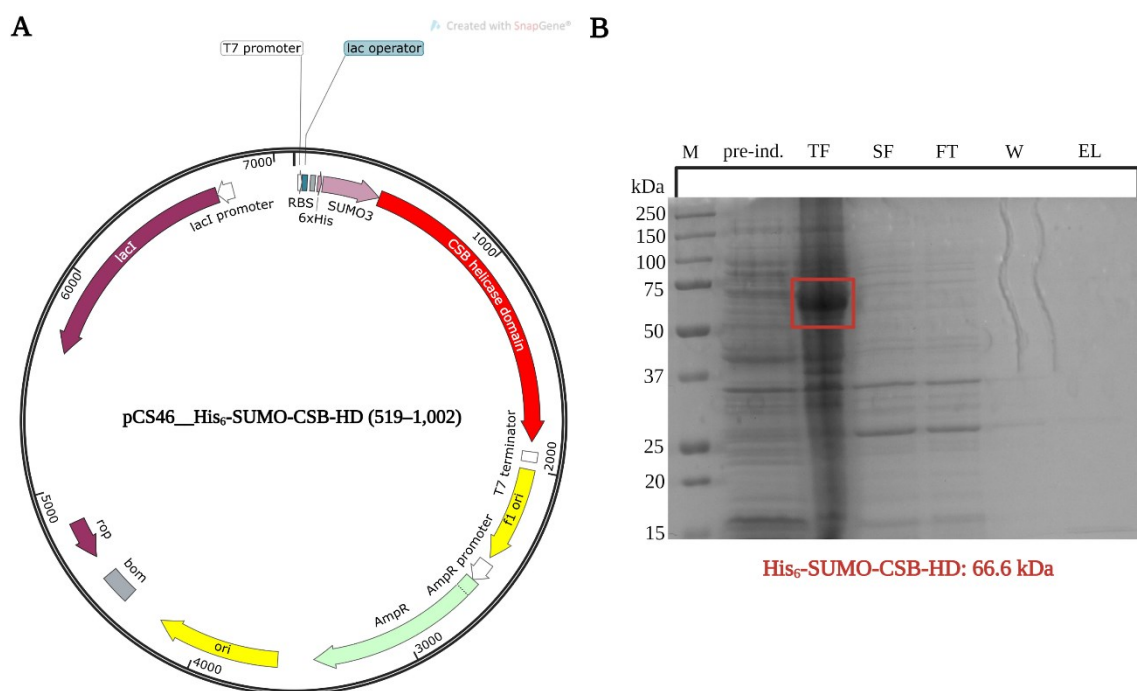 A
Created with SnapGene®
T7 promoter
lac operator
7000
lacI promoter
RBS
6xHis
SUMO3
1000
lacI
CSB helicase domain
6000
pCS46__His₆-SUMO-CSB-HD (519–1,002)
T7 terminator
2000
f1 ori
5000
rop
bom
AmpR promoter
AmpR
3000
ori
4000
B
M pre-ind. TF SF FT W EL
kDa
250
150
100
75
50
37
25
20
15
His₆-SUMO-CSB-HD: 66.6 kDa